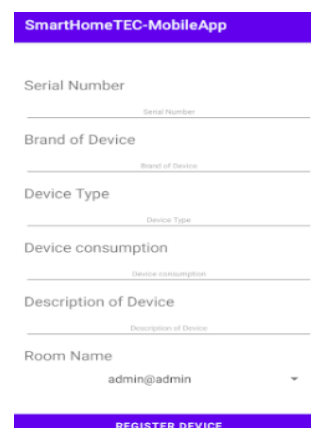 SmartHomeTEC-MobileApp
Serial Number
Serial Number
Brand of Device
Brand of Device
Device Type
Device Type
Device consumption
Device consumption
Description of Device
Description of Device
Room Name
admin@admin
REGISTER DEVICE